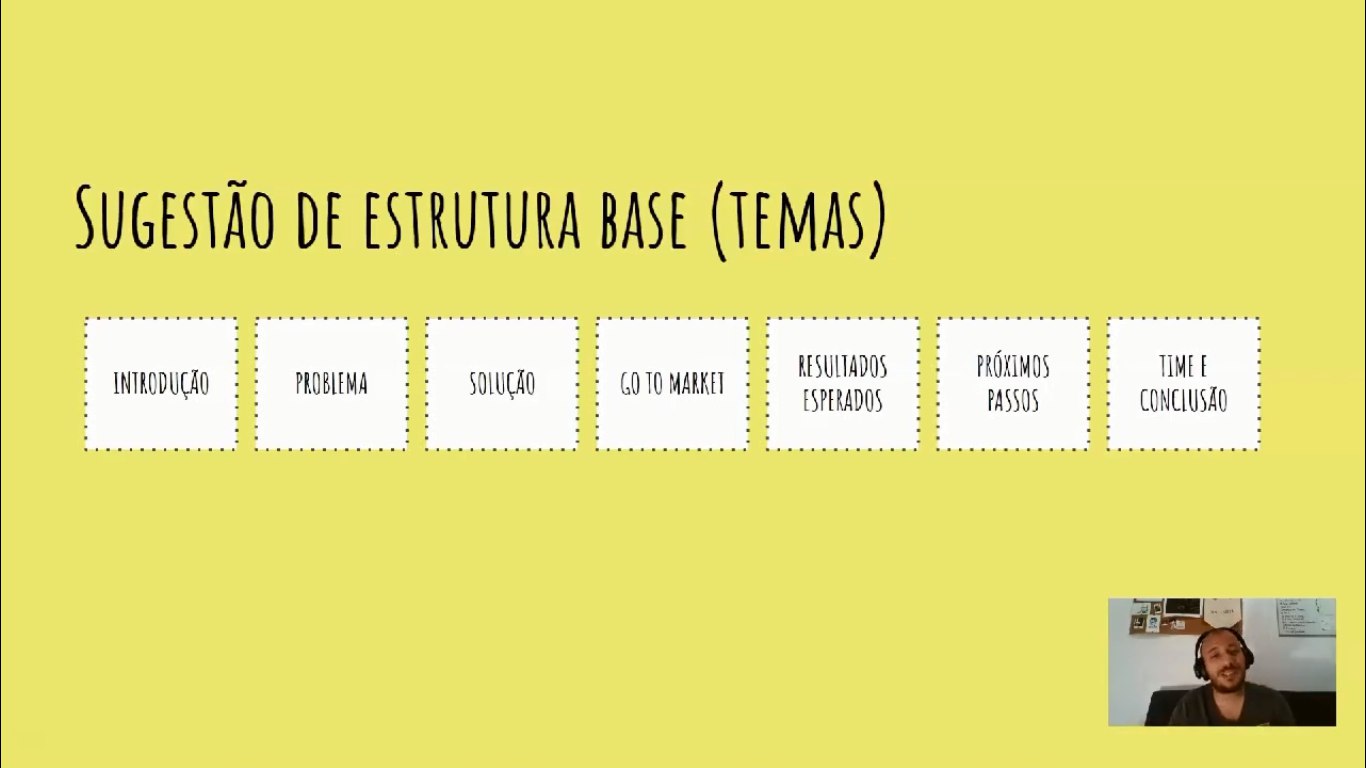 Sugestão de estrutura base (temas)
INTRODUÇÃO
PROBLEMA
SOLUÇÃO
GO TO MARKET
RESULTADOS
ESPERADOS
PRÓXIMOS
PASSOS
TIME E
CONCLUSÃO